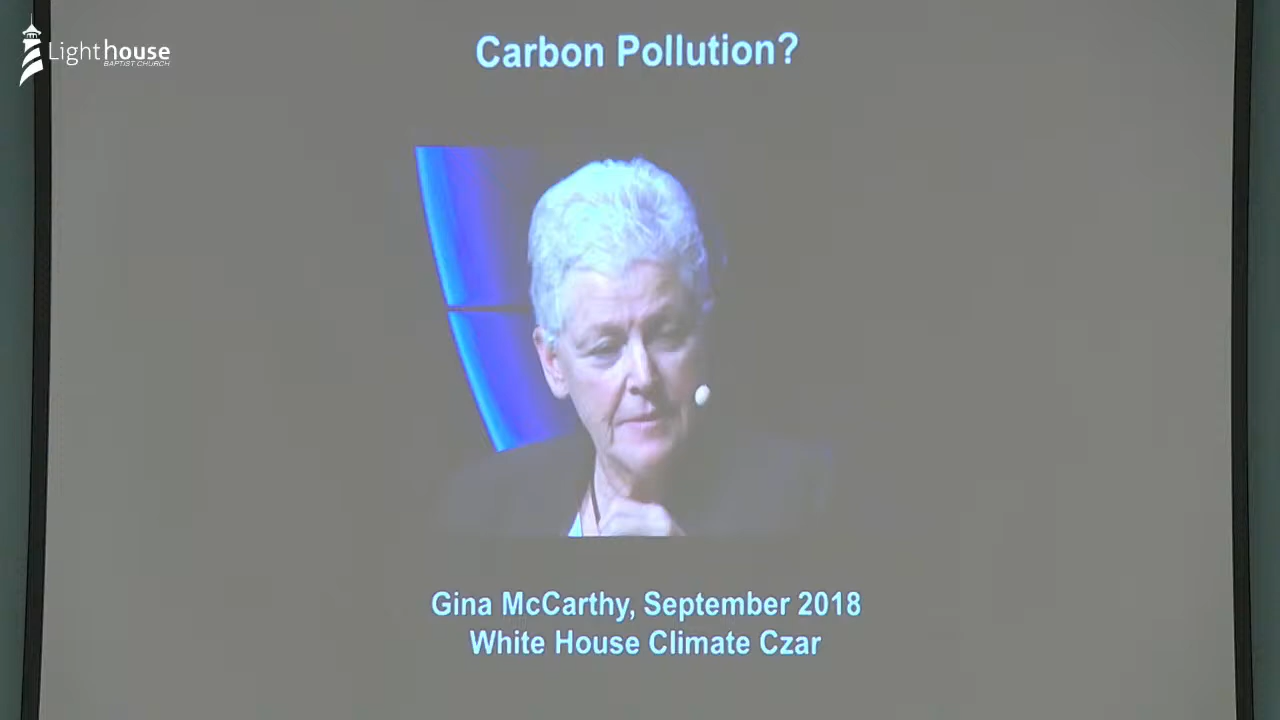 Lighthouse
BAPTIST CHURCH
Carbon Pollution?
Gina McCarthy, September 2018
White House Climate Czar